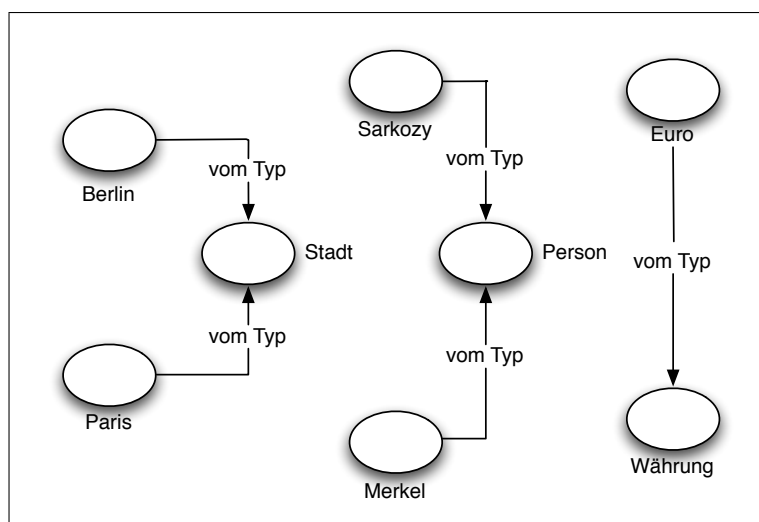 Sarkozy
Euro
Berlin
vom Typ
vom Typ
Stadt
Person
vom Typ
vom Typ
vom Typ
Paris
Merkel
Währung